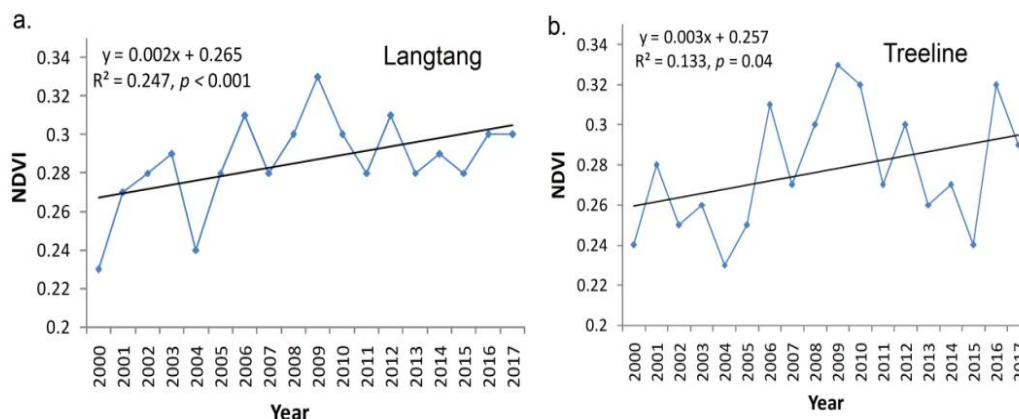 a.
y = 0.002x + 0.265
R² = 0.247, p < 0.001
Langtang
0.34
0.32
0.3
0.28
0.26
0.24
0.22
0.2
NDVI
2000 2001 2002 2003 2004 2005 2006 2007 2008 2009 2010 2011 2012 2013 2014 2015 2016 2017
Year
b.
y = 0.003x + 0.257
R² = 0.133, p = 0.04
Treeline
0.34
0.32
0.3
0.28
0.26
0.24
0.22
0.2
NDVI
2000 2001 2002 2003 2004 2005 2006 2007 2008 2009 2010 2011 2012 2013 2014 2015 2016 2017
Year